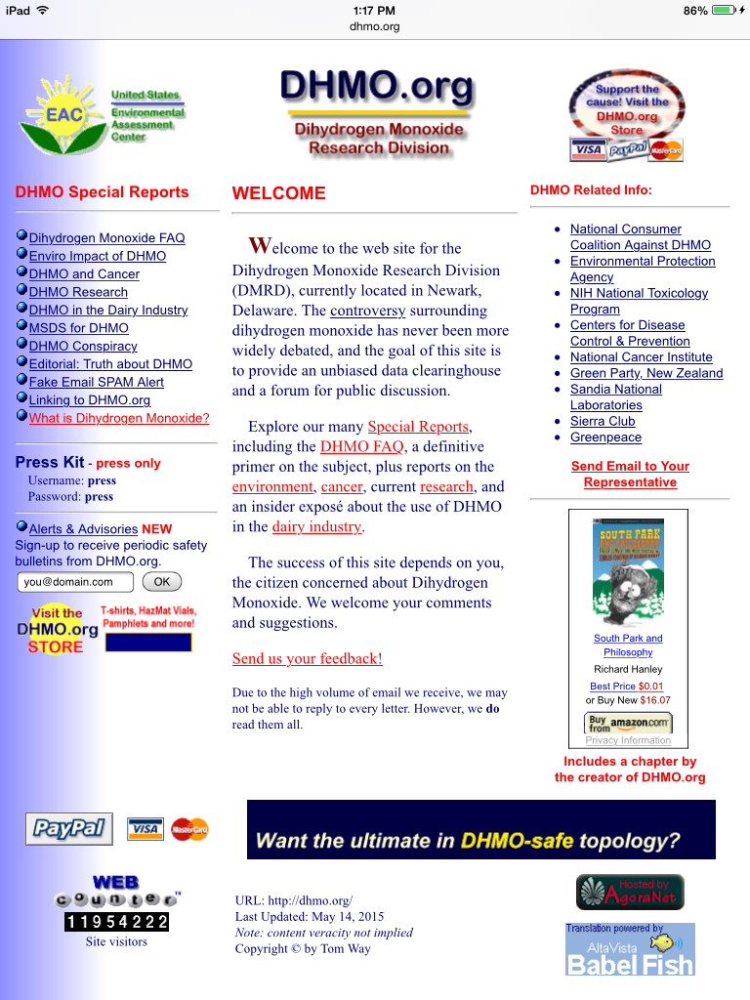 iPad
1:17 PM
86%
dhmo.org
EAC
United States
Environmental
Assessment
Center
DHMO.org
Dihydrogen Monoxide
Research Division
Support the
cause! Visit the
DHMO.org
Store
VISA PayPal MasterCard
DHMO Special Reports
Dihydrogen Monoxide FAQ
Enviro Impact of DHMO
DHMO and Cancer
DHMO Research
DHMO in the Dairy Industry
MSDS for DHMO
DHMO Conspiracy
Editorial: Truth about DHMO
Fake Email SPAM Alert
Linking to DHMO.org
What is Dihydrogen Monoxide?
Press Kit - press only
Username: press
Password: press
Alerts & Advisories NEW
Sign-up to receive periodic safety
bulletins from DHMO.org.
you@domain.com OK
Visit the
DHMO.org
STORE
T-shirts, HazMat Vials,
Pamphlets and more!
WELCOME
Welcome to the web site for the
Dihydrogen Monoxide Research Division
(DMRD), currently located in Newark,
Delaware. The controversy surrounding
dihydrogen monoxide has never been more
widely debated, and the goal of this site is
to provide an unbiased data clearinghouse
and a forum for public discussion.
Explore our many Special Reports,
including the DHMO FAQ, a definitive
primer on the subject, plus reports on the
environment, cancer, current research, and
an insider exposé about the use of DHMO
in the dairy industry.
The success of this site depends on you,
the citizen concerned about Dihydrogen
Monoxide. We welcome your comments
and suggestions.
Send us your feedback!
Due to the high volume of email we receive, we may
not be able to reply to every letter. However, we do
read them all.
DHMO Related Info:
National Consumer
Coalition Against DHMO
Environmental Protection
Agency
NIH National Toxicology
Program
Centers for Disease
Control & Prevention
National Cancer Institute
Green Party, New Zealand
Sandia National
Laboratories
Sierra Club
Greenpeace
Send Email to Your
Representative
SOUTH PARK
AND PHILOSOPHY
South Park and
Philosophy
Richard Hanley
Best Price $0.01
or Buy New $16.07
Buy
from amazon.com
Privacy Information
Includes a chapter by
the creator of DHMO.org
PayPal VISA MasterCard
Want the ultimate in DHMO-safe topology?
WEB
counter™
11954222
Site visitors
URL: http://dhmo.org/
Last Updated: May 14, 2015
Note: content veracity not implied
Copyright © by Tom Way
Hosted by
AgoraNet
Translation powered by
AltaVista
Babel Fish